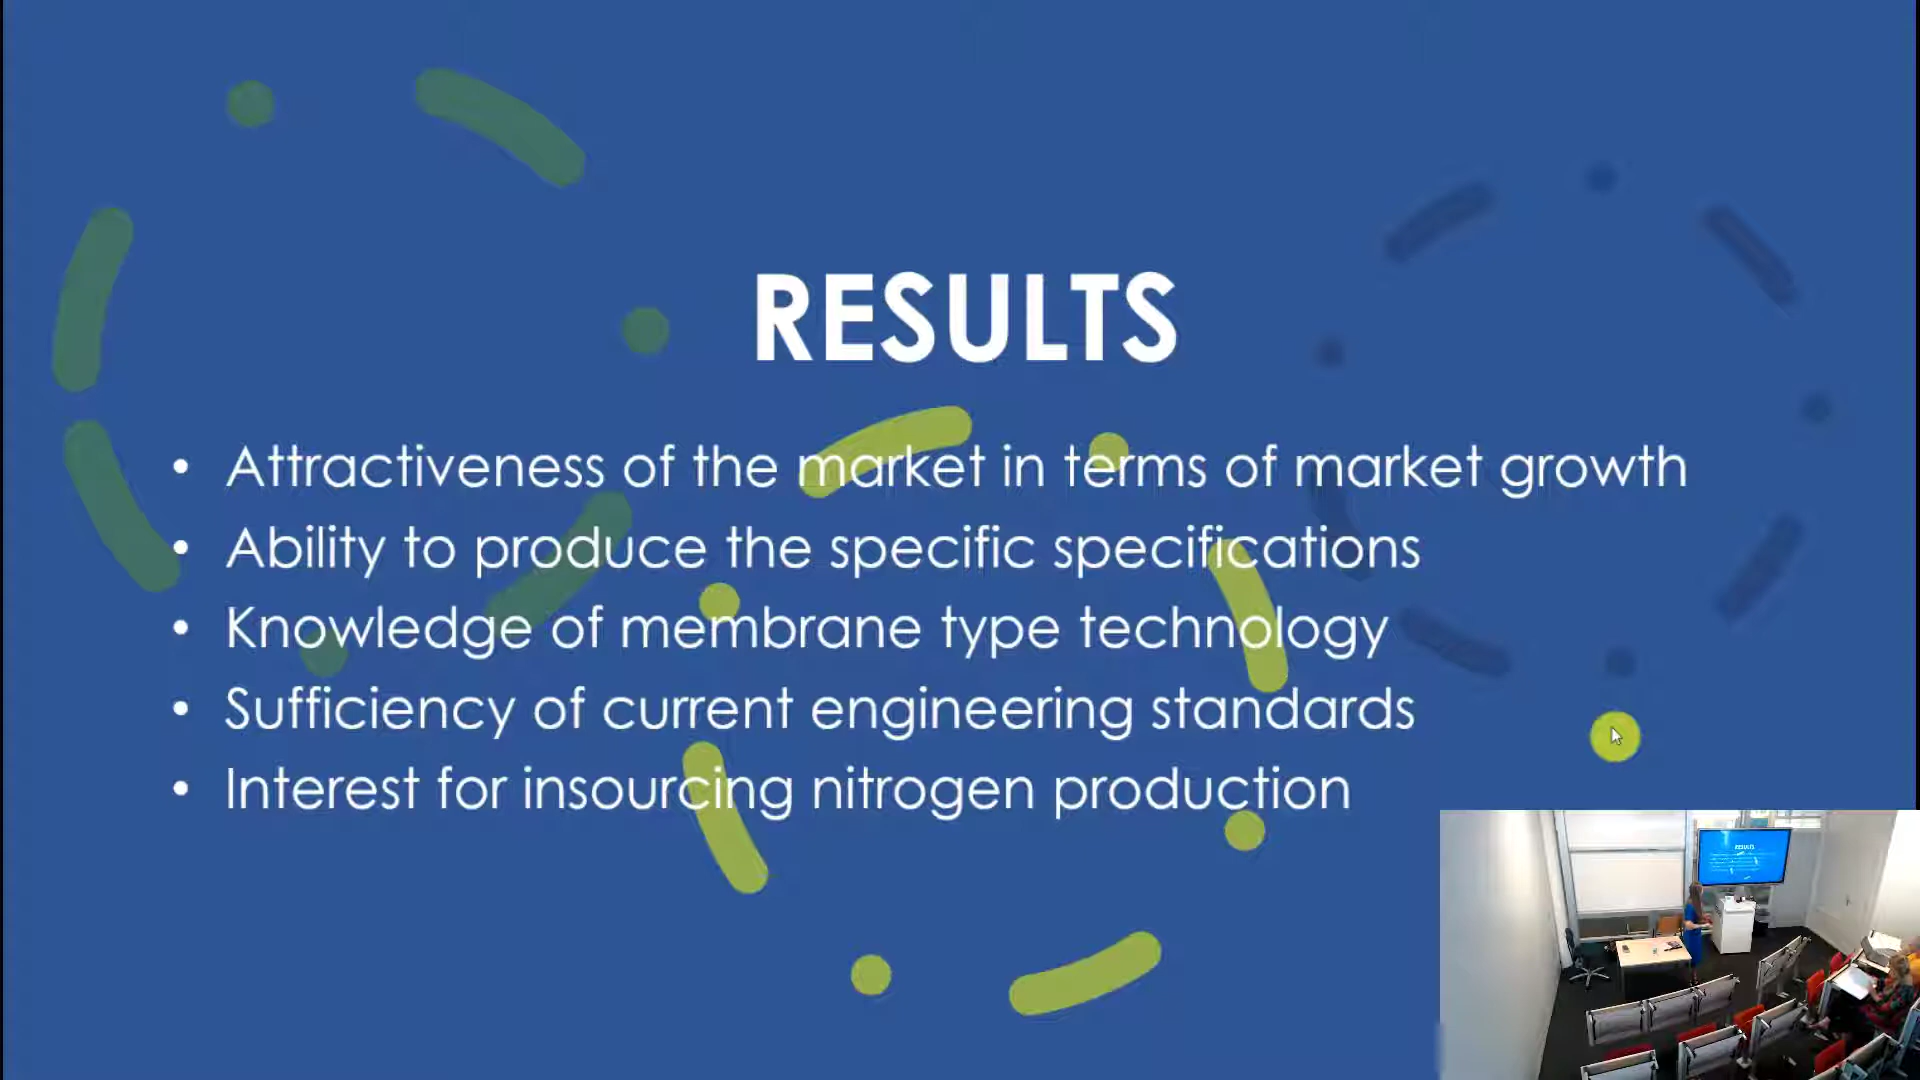 RESULTS
• Attractiveness of the market in terms of market growth
• Ability to produce the specific specifications
• Knowledge of membrane type technology
• Sufficiency of current engineering standards
• Interest for insourcing nitrogen production
RESULTS